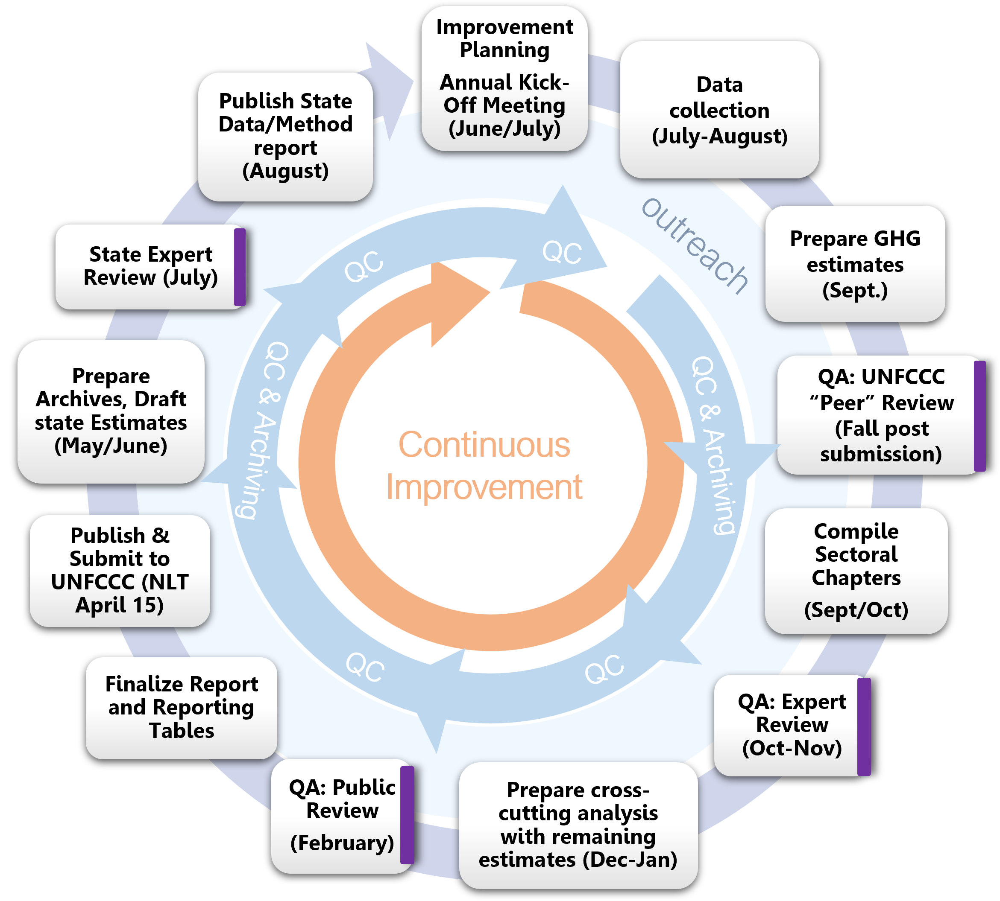 Improvement
Planning
Annual Kick-
Off Meeting
(June/July)
Data
collection
(July-August)
Prepare GHG
estimates
(Sept.)
QA: UNFCCC
“Peer” Review
(Fall post
submission)
Compile
Sectoral
Chapters
(Sept/Oct)
QA: Expert
Review
(Oct-Nov)
Prepare cross-
cutting analysis
with remaining
estimates (Dec-Jan)
QA: Public
Review
(February)
Finalize Report
and Reporting
Tables
Publish &
Submit to
UNFCCC (NLT
April 15)
Prepare
Archives, Draft
state Estimates
(May/June)
State Expert
Review (July)
Publish State
Data/Method
report
(August)
outreach
QC
QC & Archiving
QC
QC
QC & Archiving
QC
Continuous
Improvement